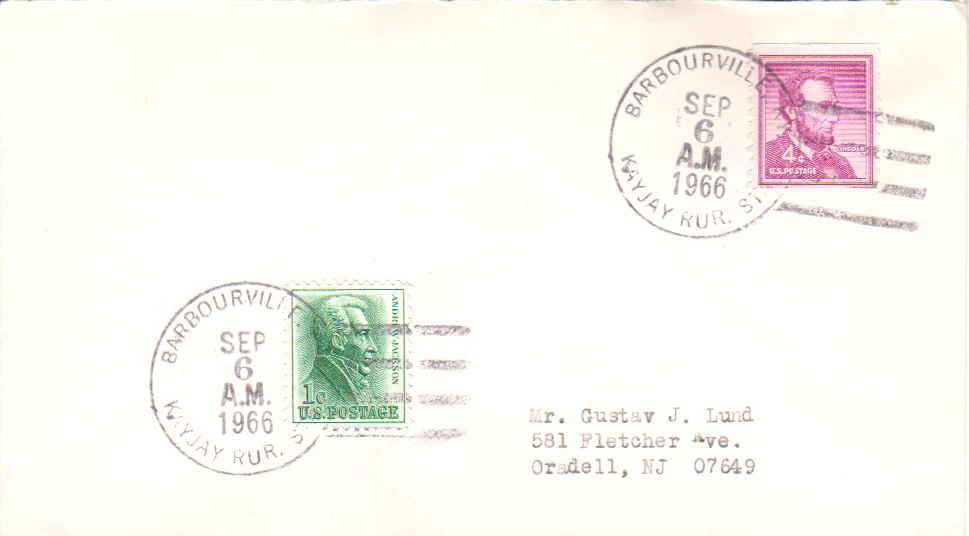 BARBOURVILLE,
SEP
6
A.M.
1966
KAYJAY RUR. ST
4¢
LINCOLN
U.S. POSTAGE
BARBOURVILLE
SEP
6
A.M.
1966
KAYJAY RUR. S
ANDREW JACKSON
1¢
U.S. POSTAGE
Mr. Gustav J. Lund
581 Fletcher Ave.
Oradell, NJ 07649